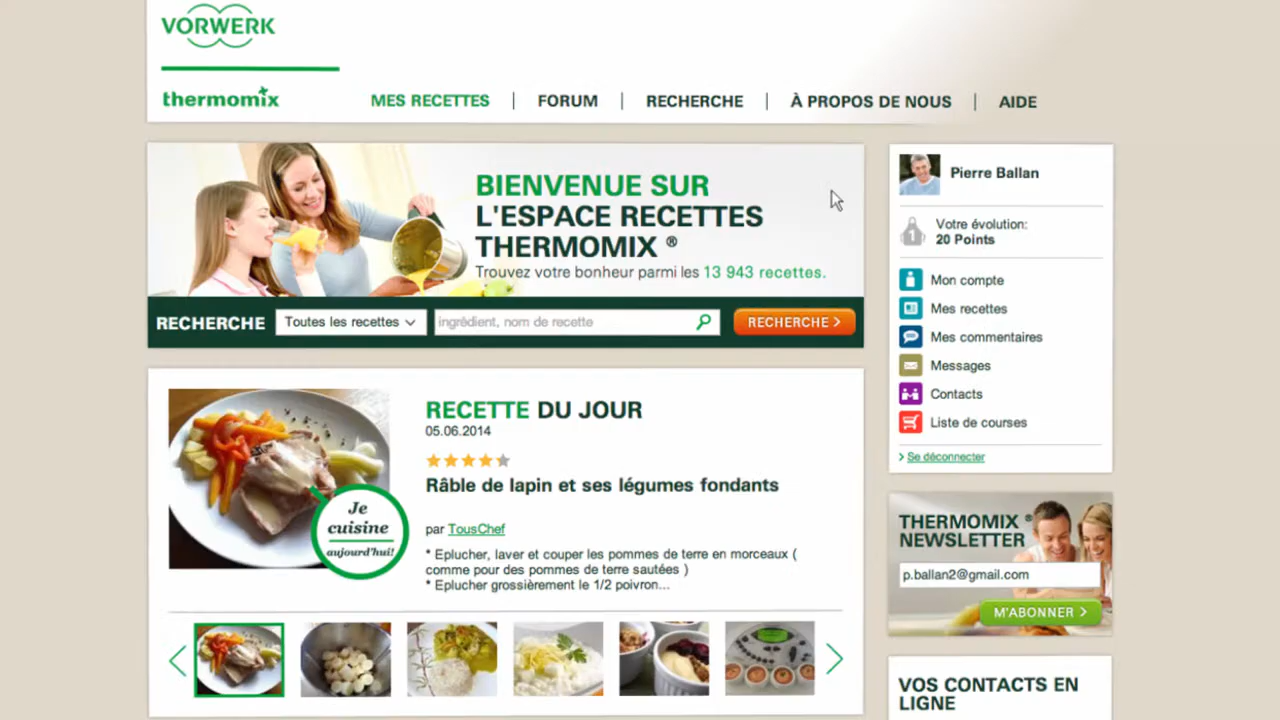 VORWERK
thermomix
MES RECETTES | FORUM | RECHERCHE | À PROPOS DE NOUS | AIDE
BIENVENUE SUR
L'ESPACE RECETTES
THERMOMIX ®
Trouvez votre bonheur parmi les 13 943 recettes.
RECHERCHE Toutes les recettes ingrédient, nom de recette RECHERCHE >
RECETTE DU JOUR
05.06.2014
Râble de lapin et ses légumes fondants
par TousChef
* Eplucher, laver et couper les pommes de terre en morceaux (
comme pour des pommes de terre sautées )
* Eplucher grossièrement le 1/2 poivron...
Je
cuisine
aujourd'hui!
Pierre Ballan
1
Votre évolution:
20 Points
Mon compte
Mes recettes
Mes commentaires
Messages
Contacts
Liste de courses
> Se déconnecter
THERMOMIX ®
NEWSLETTER
p.ballan2@gmail.com
M'ABONNER >
VOS CONTACTS EN
LIGNE